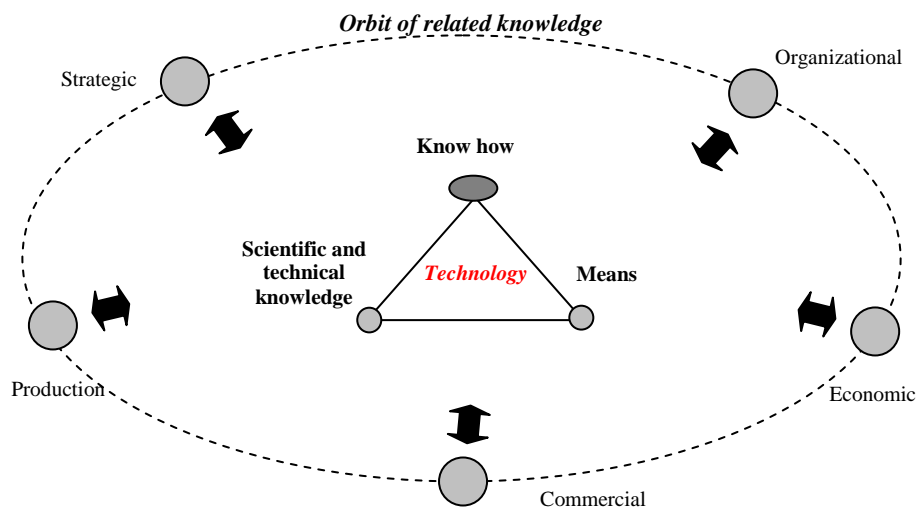 Orbit of related knowledge
Strategic
Organizational
Know how
Scientific and
technical
knowledge
Technology
Means
Production
Economic
Commercial